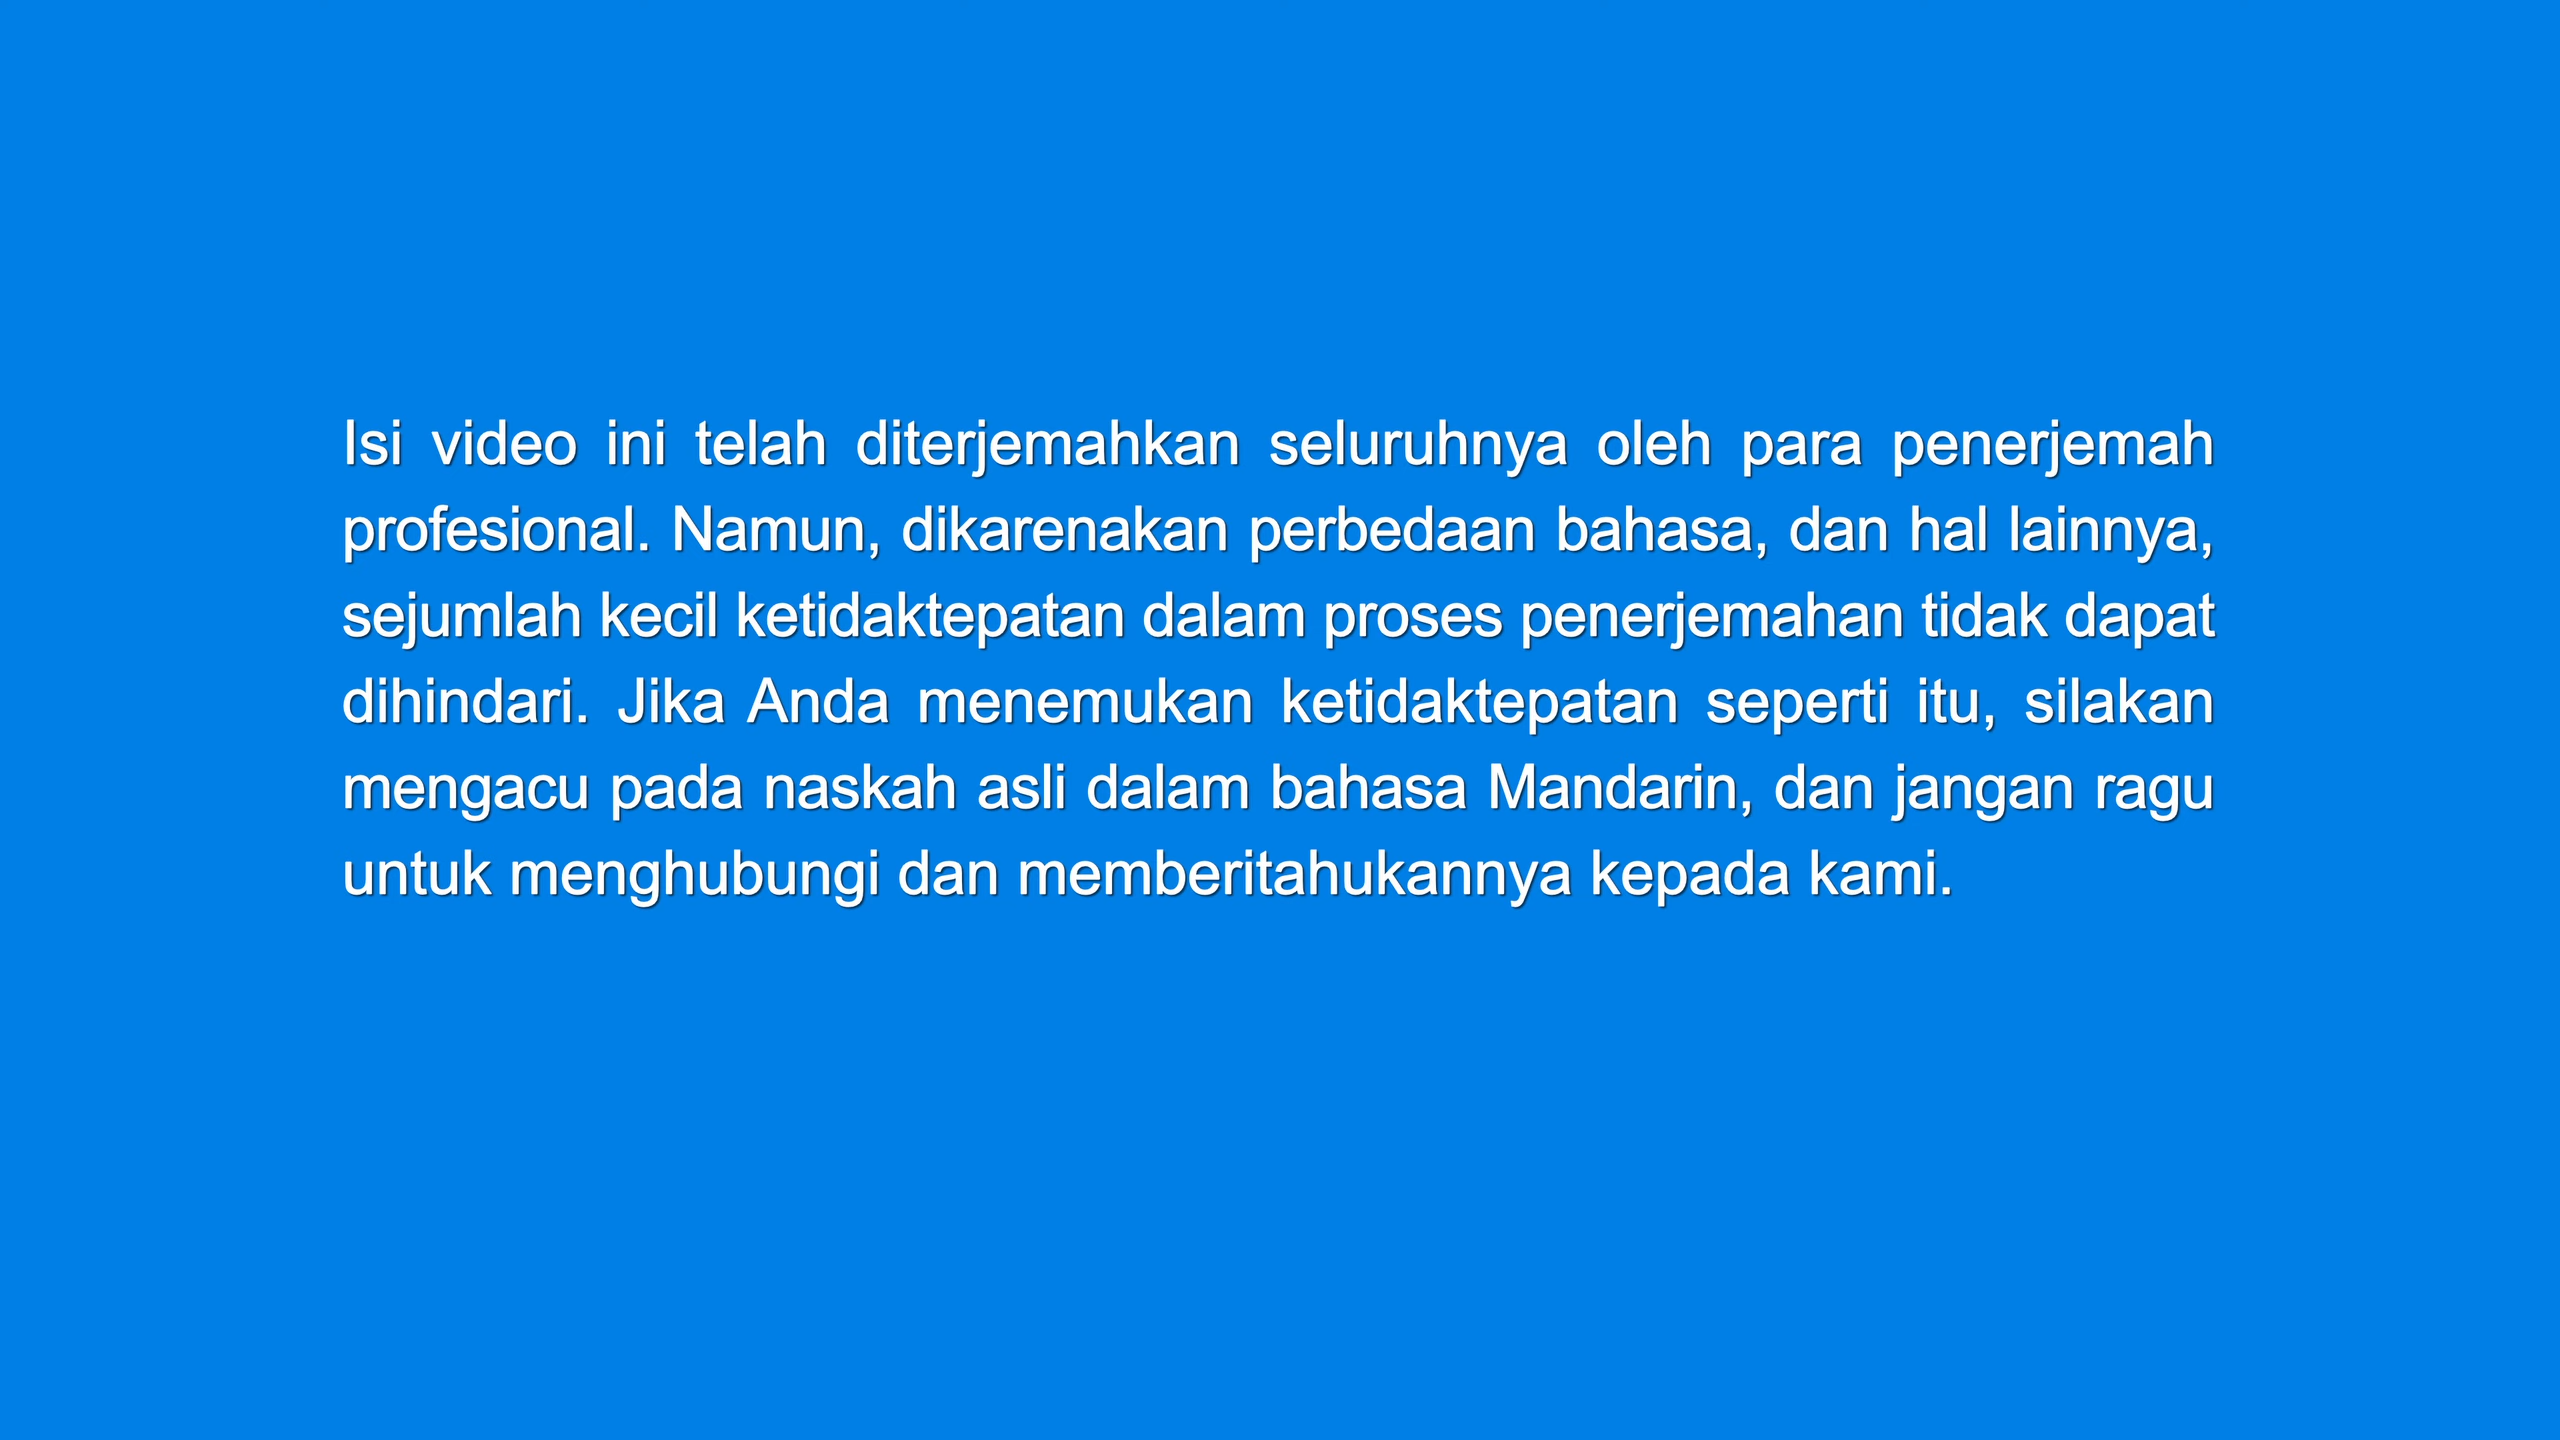 Isi video ini telah diterjemahkan seluruhnya oleh para penerjemah
profesional. Namun, dikarenakan perbedaan bahasa, dan hal lainnya,
sejumlah kecil ketidaktepatan dalam proses penerjemahan tidak dapat
dihindari. Jika Anda menemukan ketidaktepatan seperti itu, silakan
mengacu pada naskah asli dalam bahasa Mandarin, dan jangan ragu
untuk menghubungi dan memberitahukannya kepada kami.